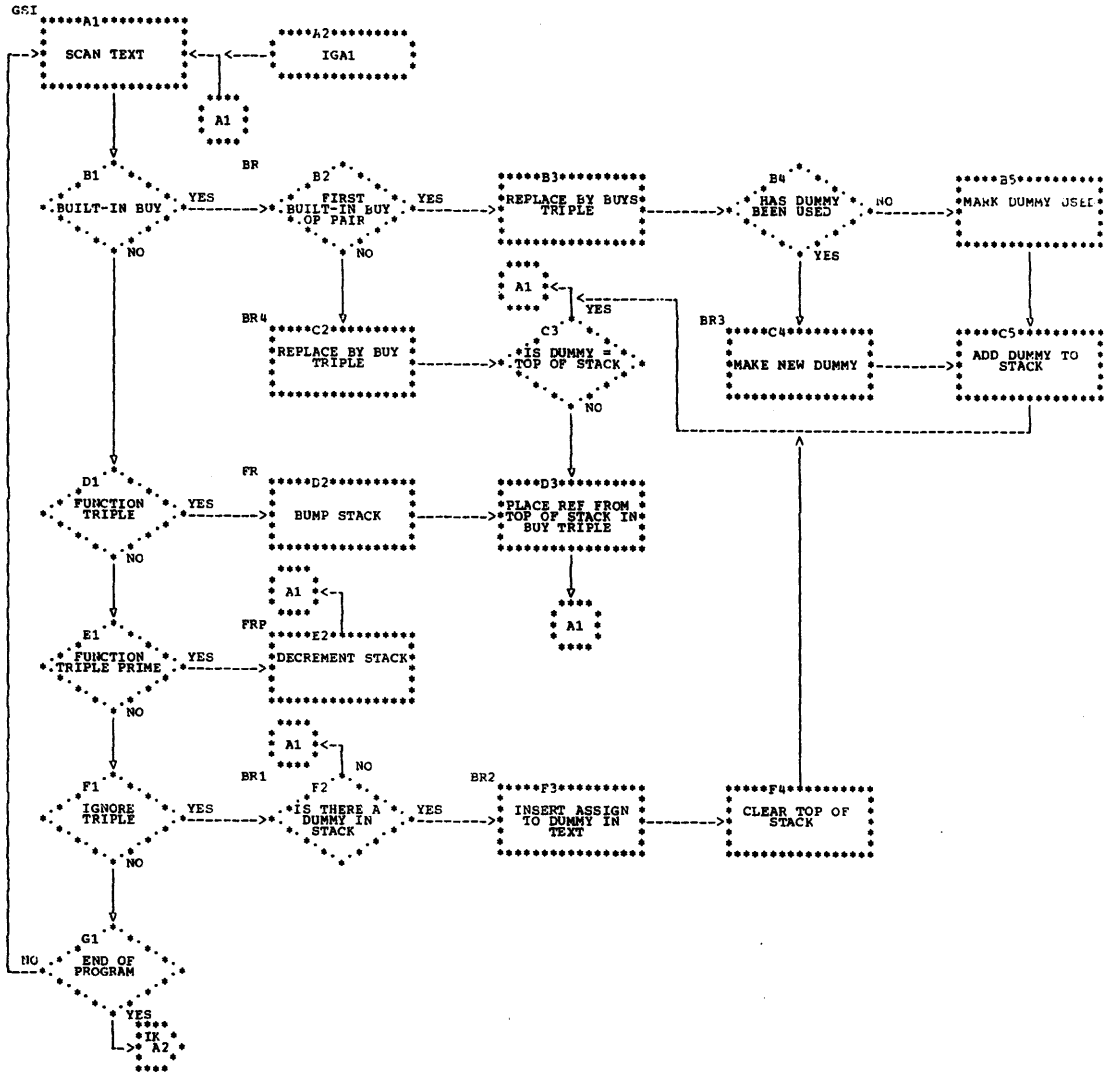 GSI
A1
SCAN TEXT
A2
IGA1
A1
B1
BUILT-IN BUY
YES
NO
BR
B2
FIRST
BUILT-IN BUY
OP PAIR
YES
NO
B3
REPLACE BY BUYS
TRIPLE
B4
HAS DUMMY
BEEN USED
NO
YES
B5
MARK DUMMY USED
A1
YES
BR4
C2
REPLACE BY BUY
TRIPLE
C3
IS DUMMY =
TOP OF STACK
NO
BR3
C4
MAKE NEW DUMMY
C5
ADD DUMMY TO
STACK
D1
FUNCTION
TRIPLE
YES
NO
FR
D2
BUMP STACK
D3
PLACE REF FROM
TOP OF STACK IN
BUY TRIPLE
A1
A1
E1
FUNCTION
TRIPLE PRIME
YES
NO
FRP
E2
DECREMENT STACK
A1
NO
F1
IGNORE
TRIPLE
YES
NO
BR1
F2
IS THERE A
DUMMY IN
STACK
YES
BR2
F3
INSERT ASSIGN
TO DUMMY IN
TEXT
F4
CLEAR TOP OF
STACK
G1
END OF
PROGRAM
NO
YES
IK
A2